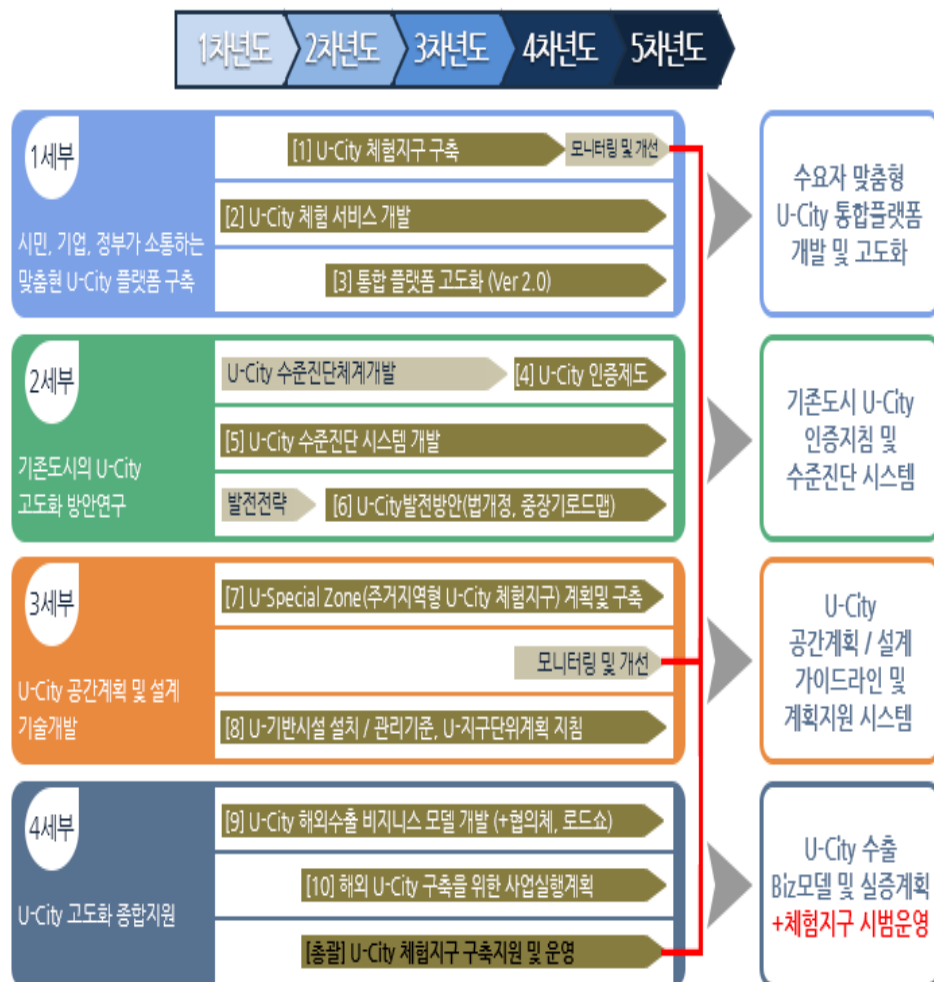 1차년도 2차년도 3차년도 4차년도 5차년도
1세부
시민, 기업, 정부가 소통하는
맞춤현 U-City 플랫폼 구축
[1] U-City 체험지구 구축
모니터링 및 개선
[2] U-City 체험 서비스 개발
[3] 통합 플랫폼 고도화 (Ver 2.0)
수요자 맞춤형
U-City 통합플랫폼
개발 및 고도화
2세부
기존도시의 U-City
고도화 방안연구
U-City 수준진단체계개발
[4] U-City 인증제도
[5] U-City 수준진단 시스템 개발
발전전략
[6] U-City발전방안(법개정, 중장기로드맵)
기존도시 U-City
인증지침 및
수준진단 시스템
3세부
U-City 공간계획 및 설계
기술개발
[7] U-Special Zone(주거지역형 U-City 체험지구) 계획및 구축
모니터링 및 개선
[8] U-기반시설 설치 / 관리기준, U-지구단위계획 지침
U-City
공간계획 / 설계
가이드라인 및
계획지원 시스템
4세부
U-City 고도화 종합지원
[9] U-City 해외수출 비지니스 모델 개발 (+협의체, 로드쇼)
[10] 해외 U-City 구축을 위한 사업실행계획
[총괄] U-City 체험지구 구축지원 및 운영
U-City 수출
Biz모델 및 실증계획
+체험지구 시범운영